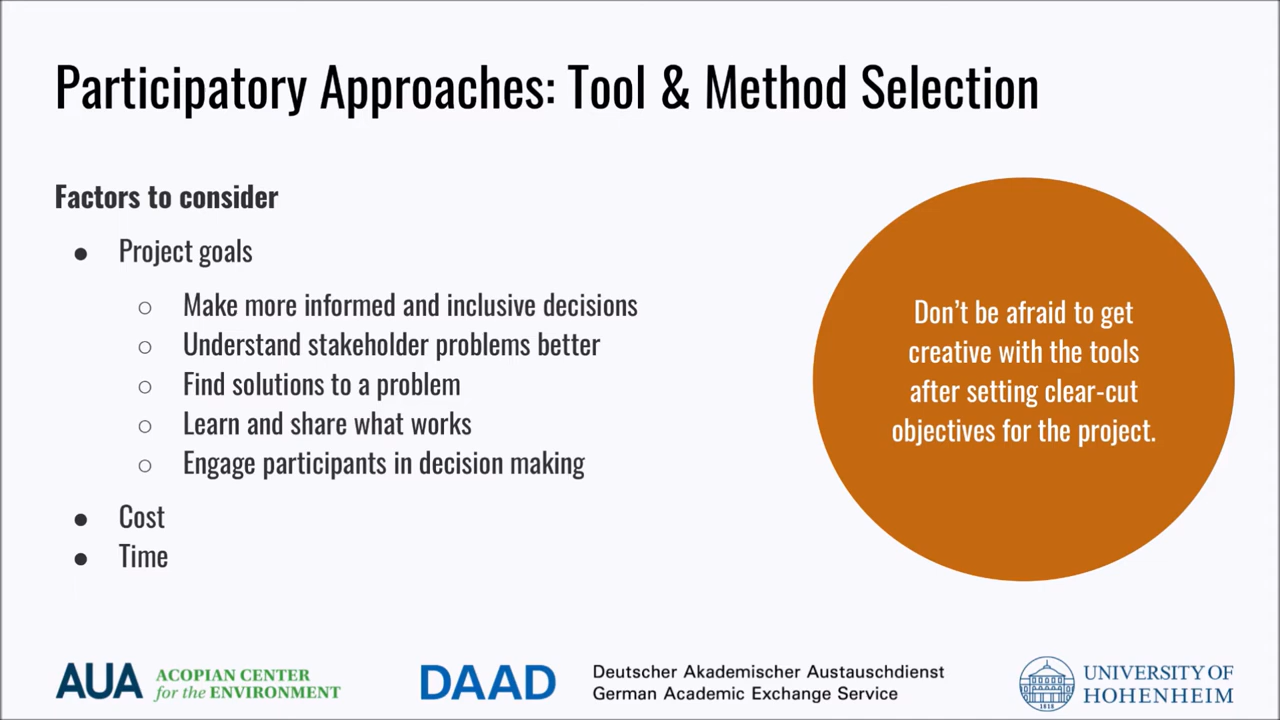 Participatory Approaches: Tool & Method Selection
Factors to consider
● Project goals
○ Make more informed and inclusive decisions
○ Understand stakeholder problems better
○ Find solutions to a problem
○ Learn and share what works
○ Engage participants in decision making
● Cost
● Time
Don’t be afraid to get
creative with the tools
after setting clear-cut
objectives for the project.
AUA ACOPIAN CENTER
for the ENVIRONMENT
DAAD
Deutscher Akademischer Austauschdienst
German Academic Exchange Service
1818
UNIVERSITY OF
HOHENHEIM